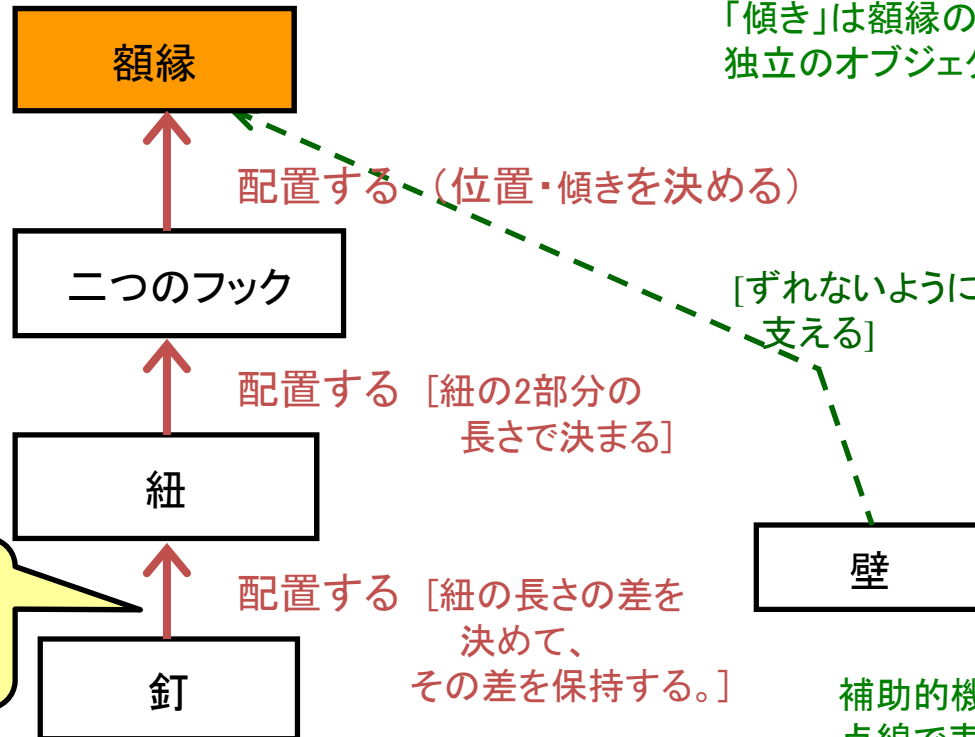 「傾き」は額縁の
独立のオブジェク
額縁
配置する（位置・傾きを決める）
二つのフック
[ずれないように
支える]
配置する [紐の2部分の
長さで決まる]
紐
壁
配置する [紐の長さの差を
決めて、
その差を保持する。]
釘
補助的機